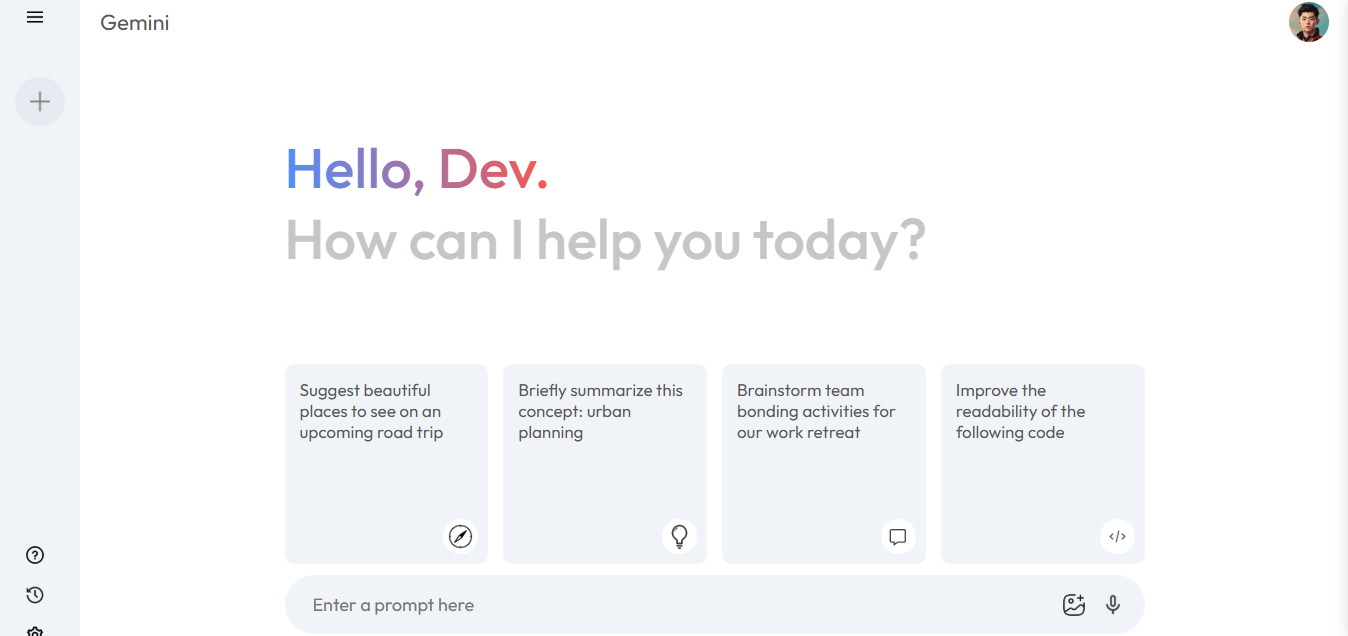 Gemini
Hello, Dev.
How can I help you today?
Suggest beautiful
places to see on an
upcoming road trip
Briefly summarize this
concept: urban
planning
Brainstorm team
bonding activities for
our work retreat
Improve the
readability of the
following code
Enter a prompt here